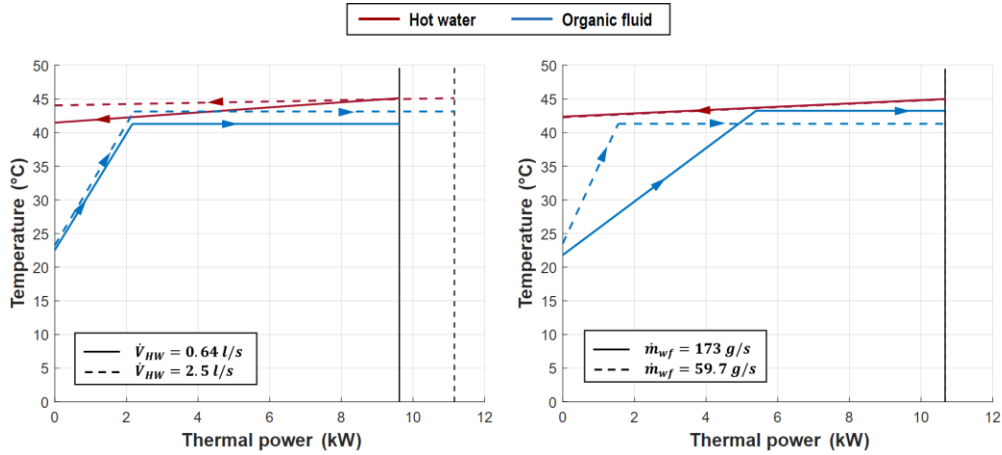 Hot water Organic fluid
50
45
40
35
30
25
20
15
10
5
0
Temperature (°C)
V̇_HW = 0.64 l/s
V̇_HW = 2.5 l/s
0 2 4 6 8 10 12
Thermal power (kW)
50
45
40
35
30
25
20
15
10
5
0
Temperature (°C)
ṁ_wf = 173 g/s
ṁ_wf = 59.7 g/s
0 2 4 6 8 10 12
Thermal power (kW)